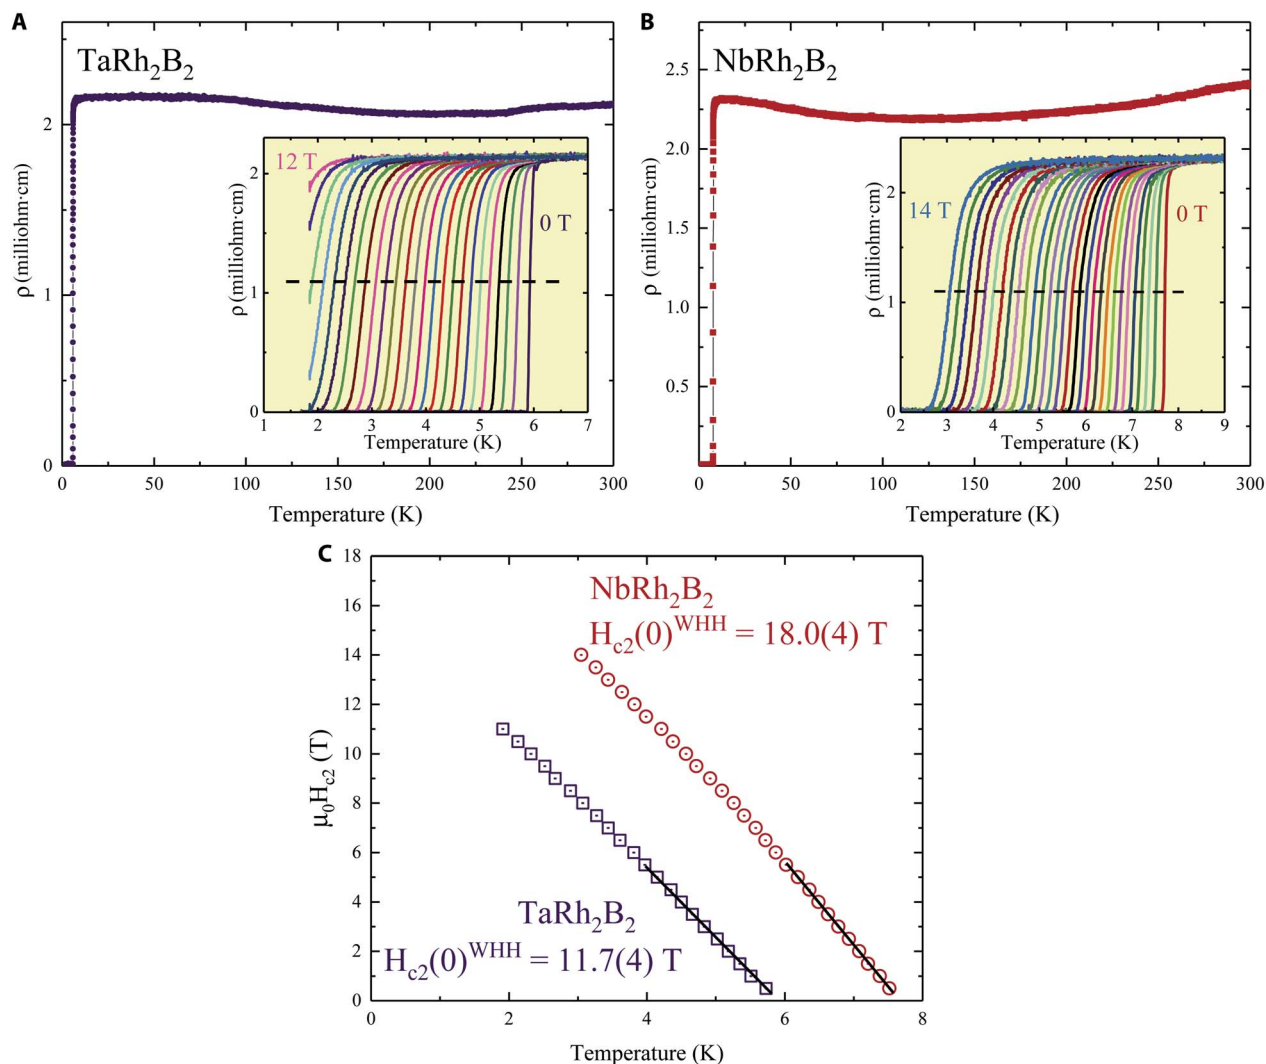 A
TaRh₂B₂
ρ (milliohm·cm)
2
1
0
0 50 100 150 200 250 300
Temperature (K)
12 T
0 T
ρ (milliohm·cm)
2
1
0
1 2 3 4 5 6 7
Temperature (K)
B
NbRh₂B₂
ρ (milliohm·cm)
2.5
2.0
1.5
1.0
0.5
0 50 100 150 200 250 300
Temperature (K)
14 T
0 T
ρ (milliohm·cm)
2
1
0
2 3 4 5 6 7 8 9
Temperature (K)
C
μ₀H_c2 (T)
18
16
14
12
10
8
6
4
2
0
NbRh₂B₂
H_c2(0)^WHH = 18.0(4) T
TaRh₂B₂
H_c2(0)^WHH = 11.7(4) T
0 2 4 6 8
Temperature (K)